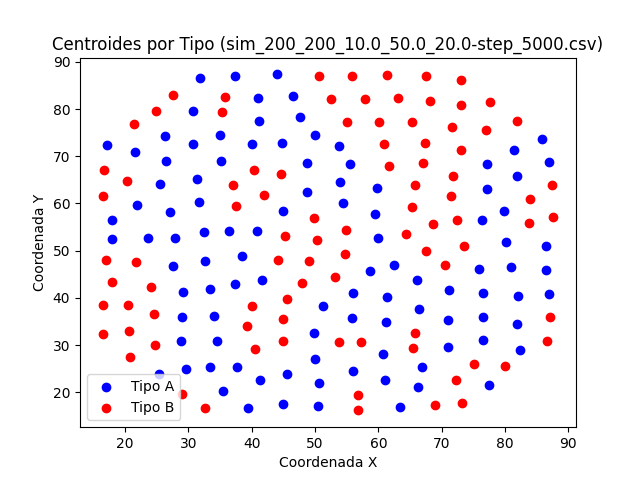 Centroides por Tipo (sim_200_200_10.0_50.0_20.0-step_5000.csv)
90
80
70
60
50
40
30
20
Coordenada Y
Tipo A
Tipo B
20 30 40 50 60 70 80 90
Coordenada X